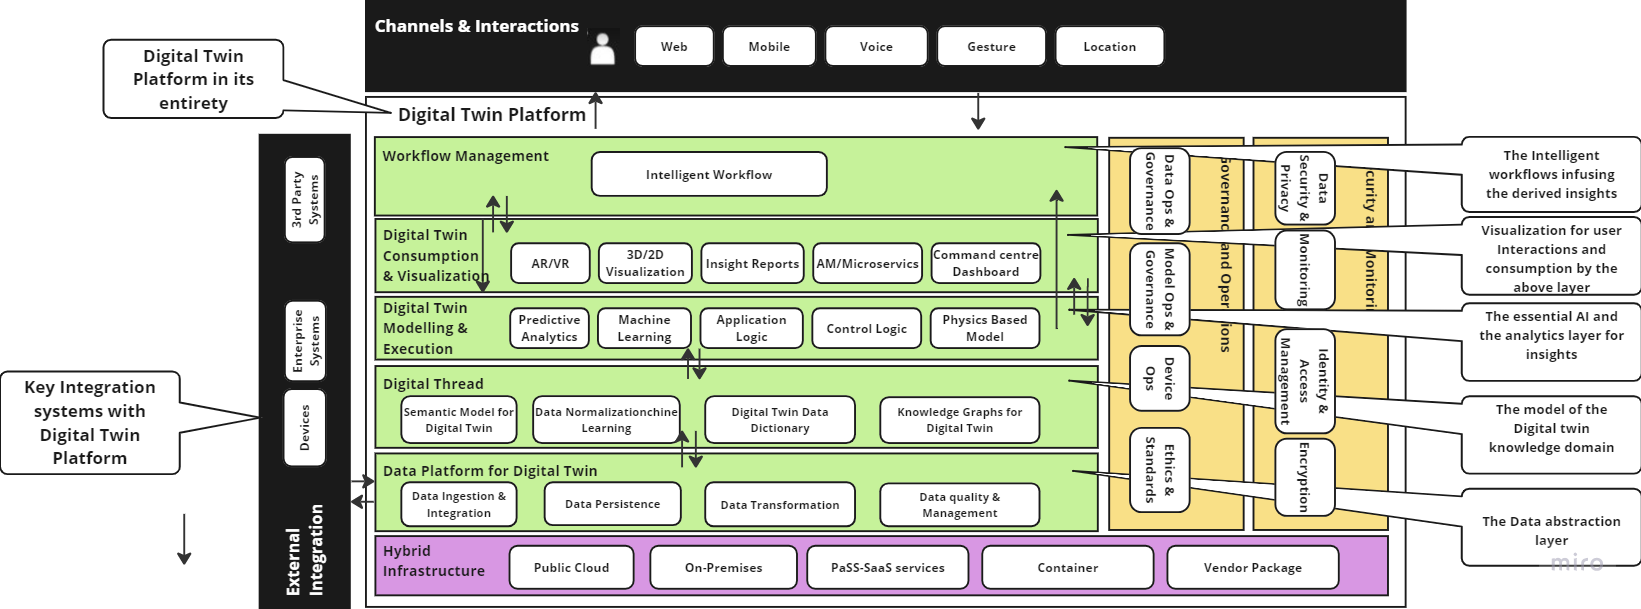 Channels & Interactions
Web
Mobile
Voice
Gesture
Location
Digital Twin
Platform in its
entirety
Digital Twin Platform
Workflow Management
Intelligent Workflow
Digital Twin
Consumption
& Visualization
AR/VR
3D/2D
Visualization
Insight Reports
AM/Microservics
Command centre
Dashboard
Digital Twin
Modelling &
Execution
Predictive
Analytics
Machine
Learning
Application
Logic
Control Logic
Physics Based
Model
Digital Thread
Semantic Model for
Digital Twin
Data Normalizationchine
Learning
Digital Twin Data
Dictionary
Knowledge Graphs for
Digital Twin
Data Platform for Digital Twin
Data Ingestion &
Integration
Data Persistence
Data Transformation
Data quality &
Management
Hybrid
Infrastructure
Public Cloud
On-Premises
PaSS-SaaS services
Container
Vendor Package
3rd Party
Systems
Enterprise
Systems
Devices
External
Integration
Key Integration
systems with
Digital Twin
Platform
Data Ops &
Governance
Model Ops &
Governance
Device
Ops
Ethics &
Standards
Data
Security &
Privacy
Monitoring
Identity &
Access
Management
Encryption
The Intelligent
workflows infusing
the derived insights
Visualization for user
Interactions and
consumption by the
above layer
The essential AI and
the analytics layer for
insights
The model of the
Digital twin
knowledge domain
The Data abstraction
layer
miro